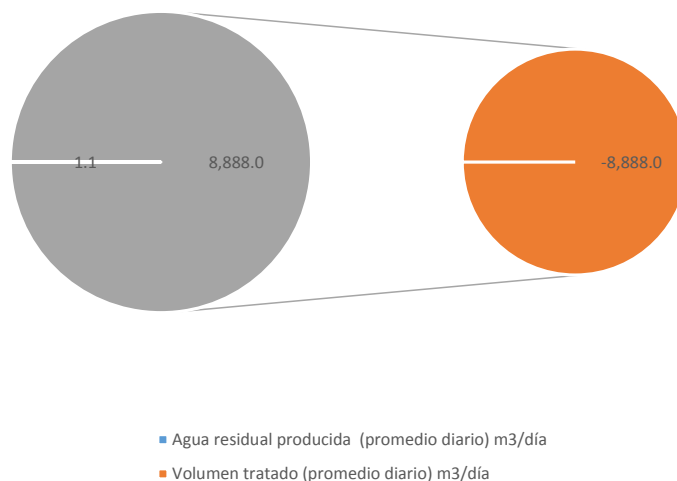 1.1
8,888.0
-8,888.0
Agua residual producida (promedio diario) m3/día
Volumen tratado (promedio diario) m3/día